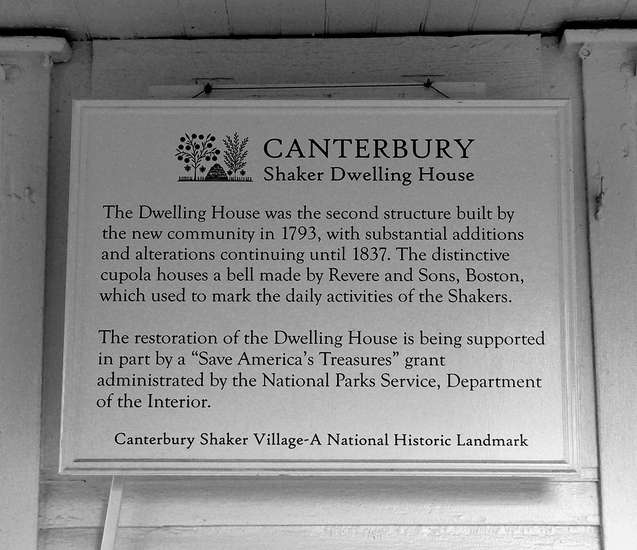 CANTERBURY
Shaker Dwelling House
The Dwelling House was the second structure built by
the new community in 1793, with substantial additions
and alterations continuing until 1837. The distinctive
cupola houses a bell made by Revere and Sons, Boston,
which used to mark the daily activities of the Shakers.
The restoration of the Dwelling House is being supported
in part by a “Save America’s Treasures” grant
administrated by the National Parks Service, Department
of the Interior.
Canterbury Shaker Village-A National Historic Landmark